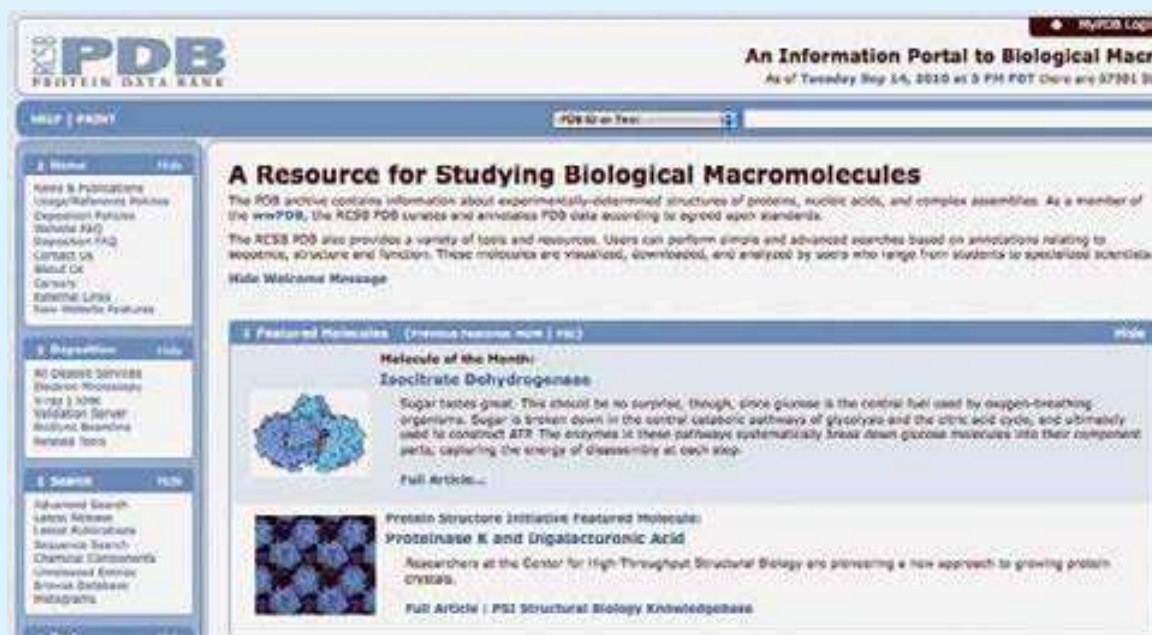 MyPDB Login
RCSB PDB
PROTEIN DATA BANK
An Information Portal to Biological Macr
As of Tuesday Sep 14, 2010 at 5 PM PDT there are
HELP | PRINT
PDB ID or Text
Home Hide
News & Publications
Usage/Reference Policies
Deposition Policies
Website FAQ
Deposition FAQ
Contact Us
About Us
Careers
External Links
New Website Features
Deposition Hide
All Deposit Services
Electron Microscopy
X-ray | NMR
Validation Server
BioSync Beamline
Related Tools
Search Hide
Advanced Search
Latest Release
Latest Publications
Sequence Search
Chemical Components
Unreleased Entries
Browse Database
Histograms
A Resource for Studying Biological Macromolecules
The PDB archive contains information about experimentally-determined structures of proteins, nucleic acids, and complex assemblies. As a member of
the wwPDB, the RCSB PDB curates and annotates PDB data according to agreed upon standards.
The RCSB PDB also provides a variety of tools and resources. Users can perform simple and advanced searches based on annotations relating to
sequence, structure and function. These molecules are visualized, downloaded, and analyzed by users who range from students to specialized scientists
Hide Welcome Message
Featured Molecules Hide
Molecule of the Month:
Isocitrate Dehydrogenase
Sugar tastes great. This should be no surprise, though, since glucose is the central fuel used by oxygen-breathing
organisms. Sugar is broken down in the central catabolic pathways of glycolysis and the citric acid cycle, and ultimately
used to construct ATP. The enzymes in these pathways systematically break down glucose molecules into their component
parts, capturing the energy of disassembly at each step.
Full Article...
Protein Structure Initiative Featured Molecule:
Proteinase K and Digalacturonic Acid
Researchers at the Center for High-Throughput Structural Biology are pioneering a new approach to growing protein
crystals.
Full Article | PSI Structural Biology Knowledgebase